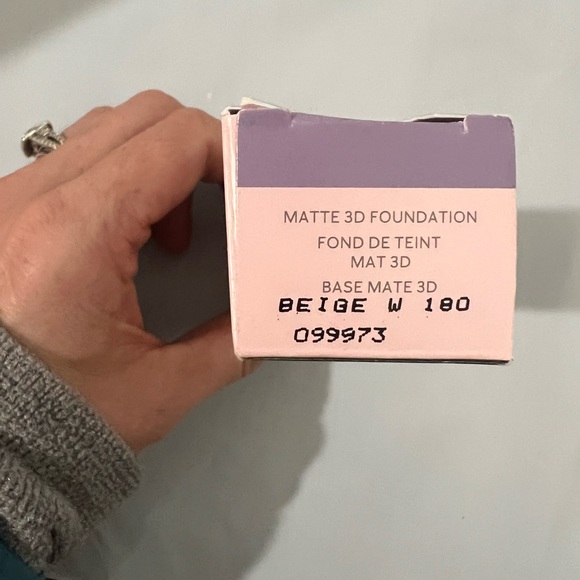 MATTE 3D FOUNDATION
FOND DE TEINT
MAT 3D
BASE MATE 3D
BEIGE W 180
099973